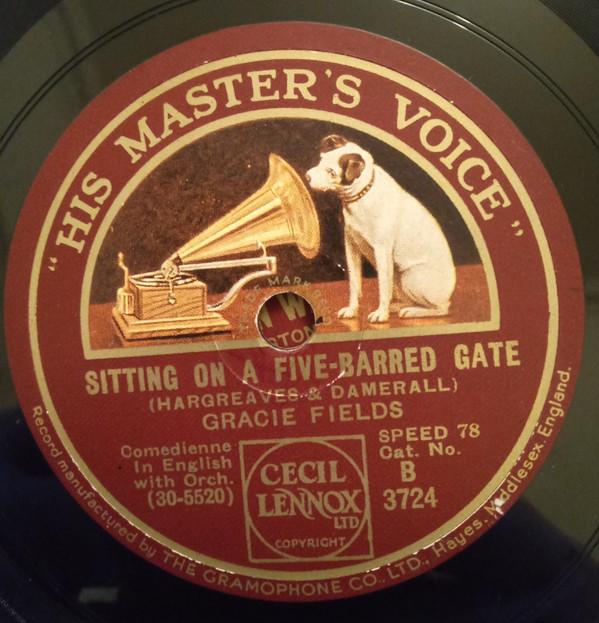 "HIS MASTER'S VOICE"
SITTING ON A FIVE-BARRED GATE
(HARGREAVES & DAMERALL)
GRACIE FIELDS
Comedienne
In English
with Orch.
(30-5520)
CECIL
LENNOX
LTD
COPYRIGHT
SPEED 78
Cat. No.
B
3724
Record manufactured by THE GRAMOPHONE CO., LTD., Hayes, Middlesex, England.